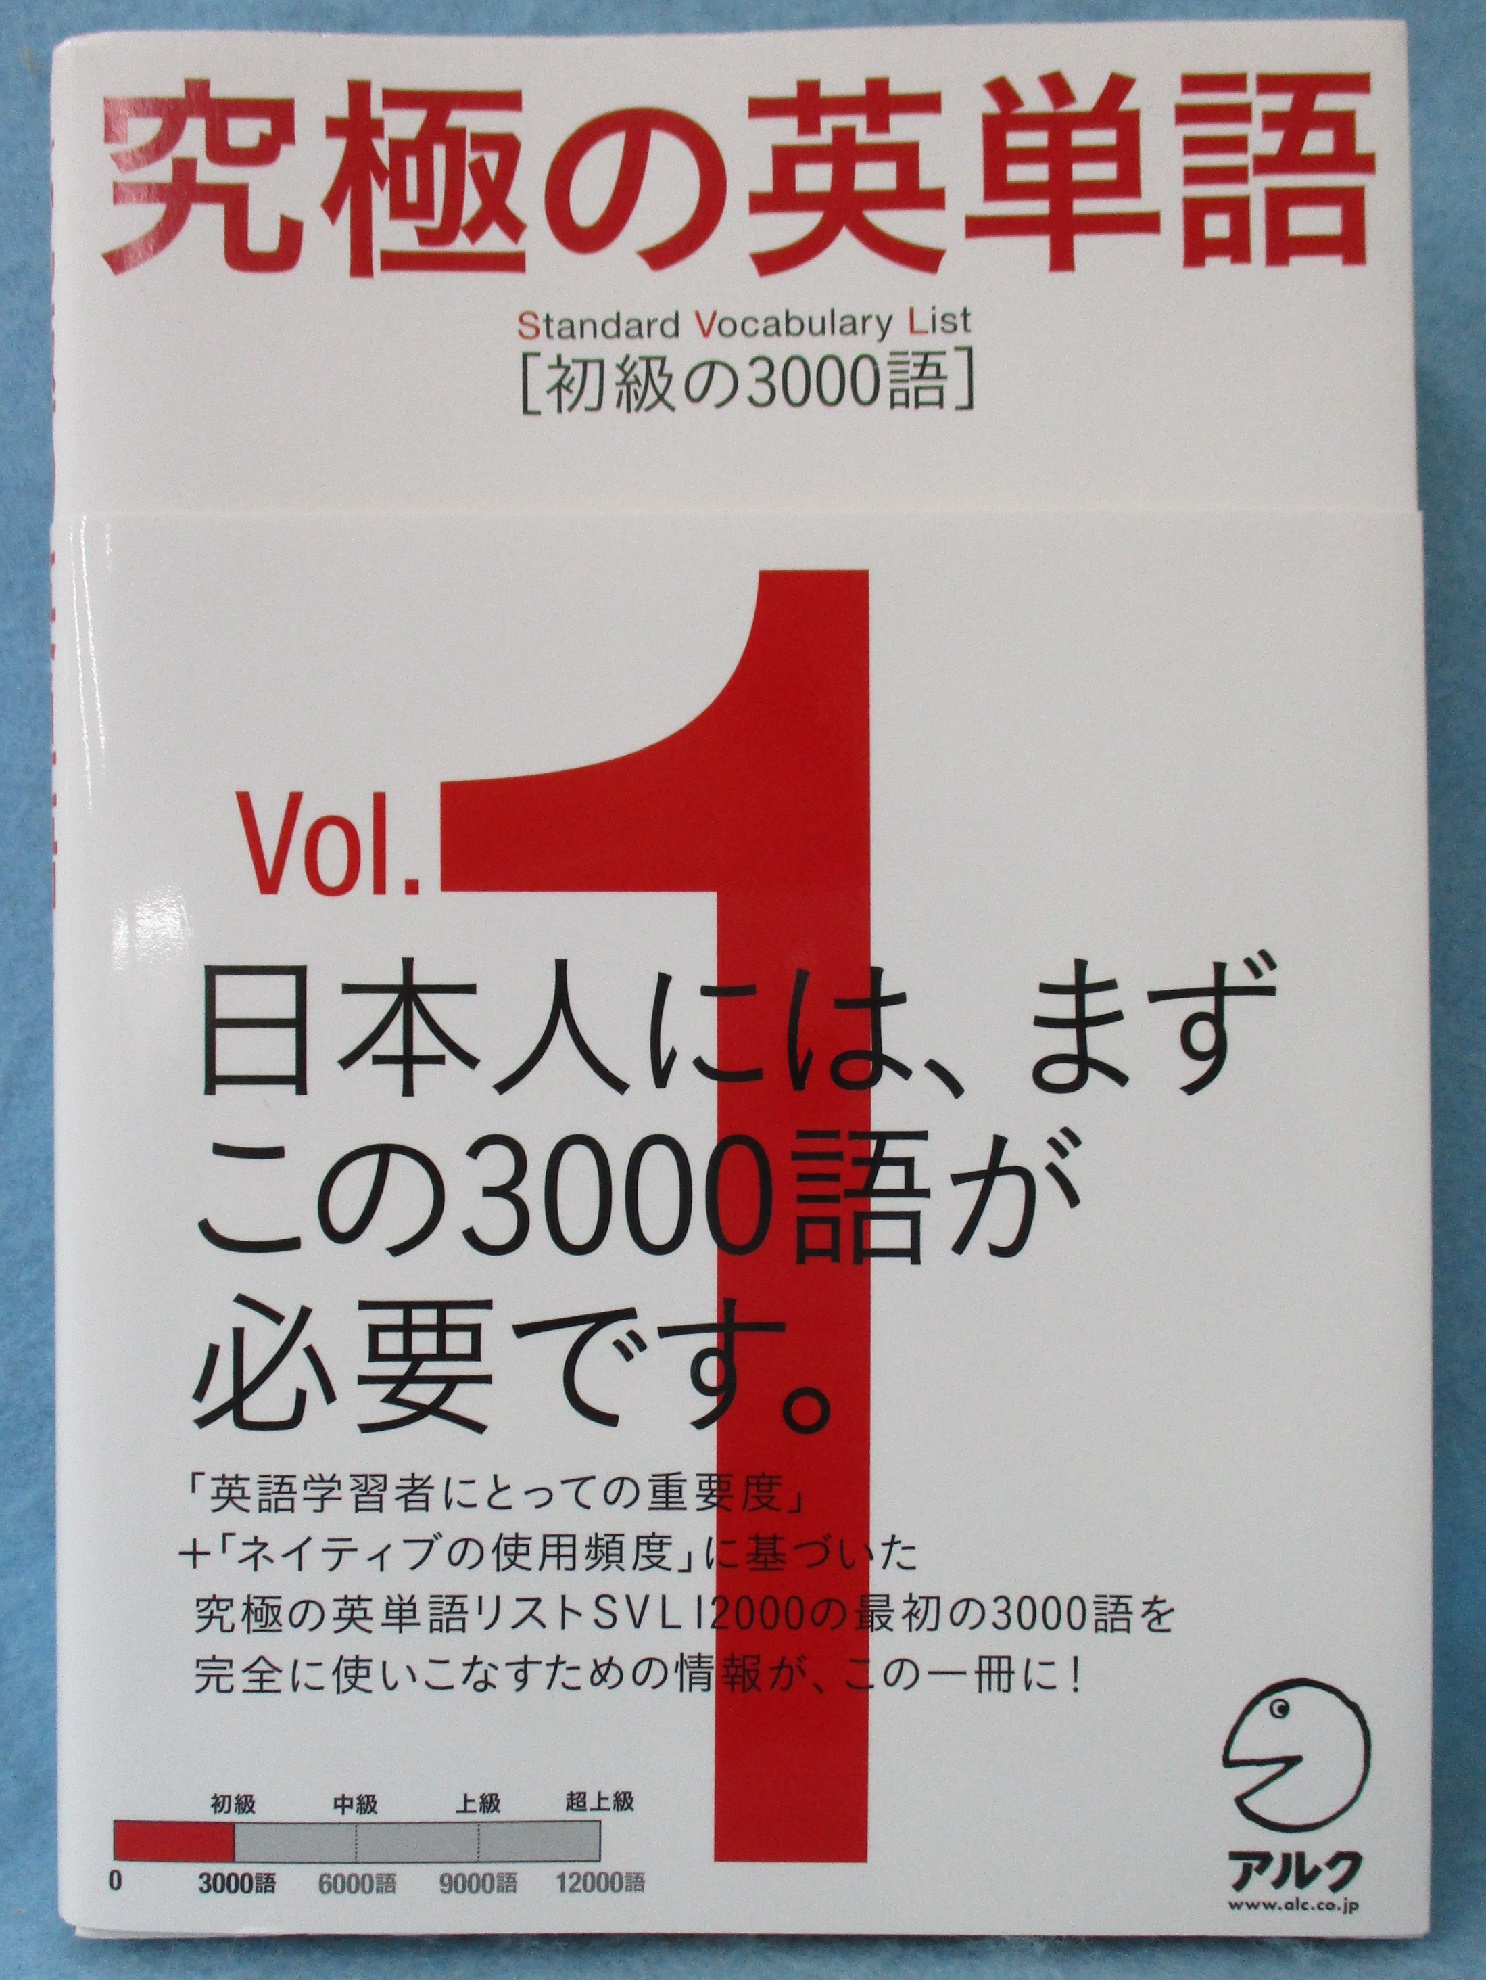 究極の英単語
Standard Vocabulary List
[初級の3000語]
Vol.1
日本人には、まず
この3000語が
必要です。
「英語学習者にとっての重要度」
+「ネイティブの使用頻度」に基づいた
究極の英単語リストSVL12000の最初の3000語を
完全に使いこなすための情報が、この一冊に!
初級 中級 上級 超上級
0 3000語 6000語 9000語 12000語
アルク
www.alc.co.jp